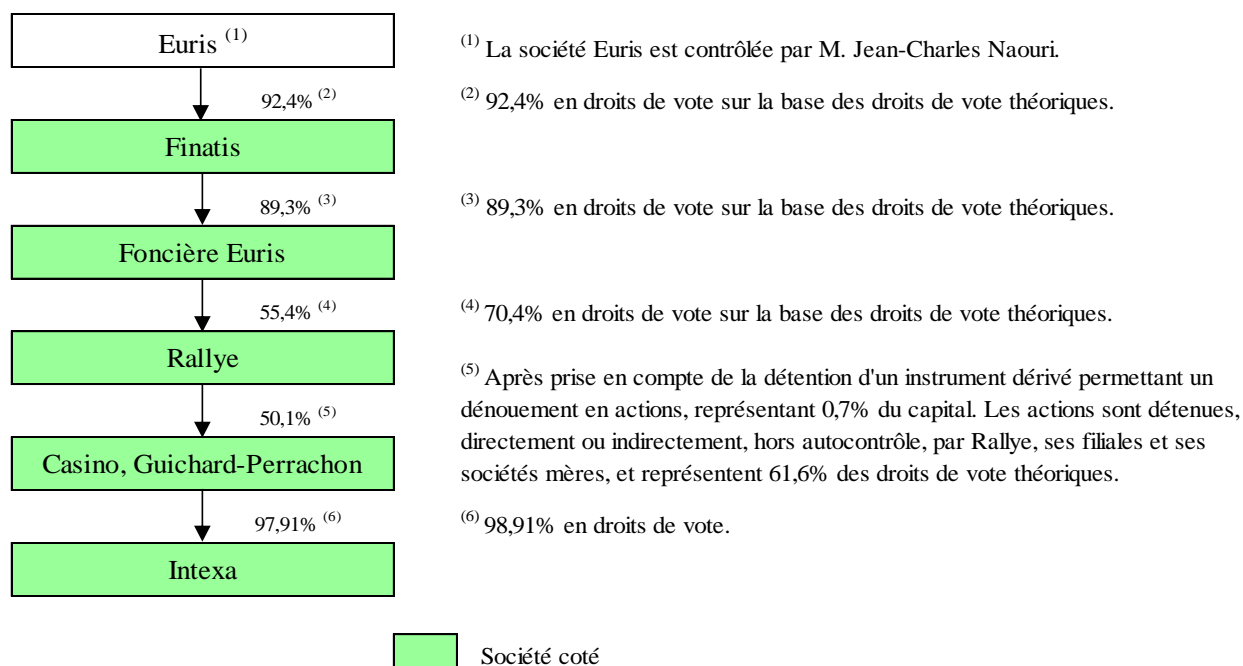 Euris (1)
(1) La société Euris est contrôlée par M. Jean-Charles Naouri.
92,4% (2)
(2) 92,4% en droits de vote sur la base des droits de vote théoriques.
Finatis
89,3% (3)
(3) 89,3% en droits de vote sur la base des droits de vote théoriques.
Foncière Euris
55,4% (4)
(4) 70,4% en droits de vote sur la base des droits de vote théoriques.
Rallye
50,1% (5)
(5) Après prise en compte de la détention d'un instrument dérivé permettant un
dénouement en actions, représentant 0,7% du capital. Les actions sont détenues,
directement ou indirectement, hors autocontrôle, par Rallye, ses filiales et ses
sociétés mères, et représentent 61,6% des droits de vote théoriques.
Casino, Guichard-Perrachon
97,91% (6)
(6) 98,91% en droits de vote.
Intexa
Société coté